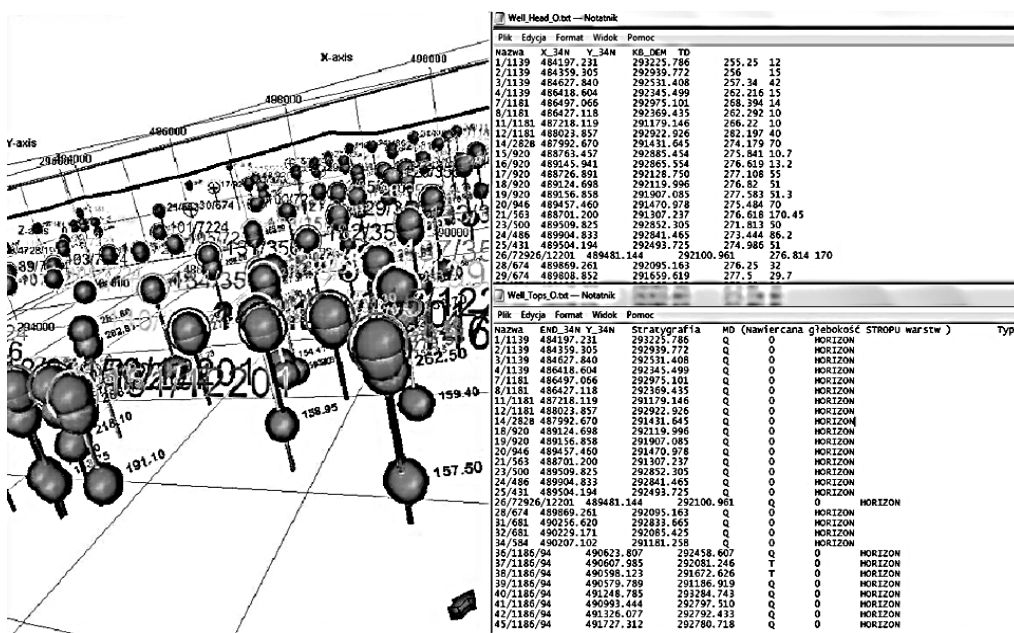 X-axis
490000
488000
486000
Y-axis
294000
Z-axis
21/563
30/674
101/7224
90000
103/7224
294000
262.50
154.4
159.40
158.95
218.10
191.10
157.50
Well_Head_O.txt — Notatnik
Plik Edycja Format Widok Pomoc
Nazwa X_34N Y_34N KB_DEM TD
1/1139 484197.231 293225.786 255.25 12
2/1139 484359.305 292939.772 256 15
3/1139 484627.840 292531.408 257.34 42
4/1139 486418.604 292345.499 262.216 15
7/1181 486497.066 292975.101 268.394 14
8/1181 486427.118 292369.435 262.292 10
11/1181 487218.119 291179.146 266.22 10
12/1181 488023.857 292922.926 282.197 40
14/2828 487992.670 291431.645 274.179 70
15/920 488763.457 292885.454 275.841 10.7
16/920 489145.941 292865.554 276.619 13.2
17/920 488726.891 292128.750 277.108 55
18/920 489124.698 292119.996 276.82 51
19/920 489156.858 291907.085 277.583 51.3
20/946 489457.460 291470.978 275.484 70
21/563 488701.200 291307.237 276.618 170.45
23/500 489509.825 292852.305 271.813 50
24/486 489904.833 292841.465 273.444 86.2
25/431 489504.194 292493.725 274.986 51
26/72926/12201 489481.144 292100.961 276.814 170
28/674 489869.261 292095.163 276.25 32
29/674 489808.852 291659.619 277.5 29.7
Well_Tops_O.txt — Notatnik
Plik Edycja Format Widok Pomoc
Nazwa END_34N Y_34N Stratygrafia MD (Nawiercana głebokość STROPU warstw ) Typ
1/1139 484197.231 293225.786 Q 0 HORIZON
2/1139 484359.305 292939.772 Q 0 HORIZON
3/1139 484627.840 292531.408 Q 0 HORIZON
4/1139 486418.604 292345.499 Q 0 HORIZON
7/1181 486497.066 292975.101 Q 0 HORIZON
8/1181 486427.118 292369.435 Q 0 HORIZON
11/1181 487218.119 291179.146 Q 0 HORIZON
12/1181 488023.857 292922.926 Q 0 HORIZON
14/2828 487992.670 291431.645 Q 0 HORIZON
18/920 489124.698 292119.996 Q 0 HORIZON
19/920 489156.858 291907.085 Q 0 HORIZON
20/946 489457.460 291470.978 Q 0 HORIZON
21/563 488701.200 291307.237 Q 0 HORIZON
23/500 489509.825 292852.305 Q 0 HORIZON
24/486 489904.833 292841.465 Q 0 HORIZON
25/431 489504.194 292493.725 Q 0 HORIZON
26/72926/12201 489481.144 292100.961 Q 0 HORIZON
28/674 489869.261 292095.163 Q 0 HORIZON
31/681 490256.620 292833.665 Q 0 HORIZON
32/681 490229.171 292085.425 Q 0 HORIZON
34/584 490207.102 291181.258 Q 0 HORIZON
36/1186/94 490623.807 292458.607 Q 0 HORIZON
37/1186/94 490607.985 292081.246 T 0 HORIZON
38/1186/94 490598.123 291672.626 T 0 HORIZON
39/1186/94 490579.789 291186.919 Q 0 HORIZON
40/1186/94 491248.785 293284.743 Q 0 HORIZON
41/1186/94 490993.444 292797.510 Q 0 HORIZON
42/1186/94 491326.077 292792.433 Q 0 HORIZON
45/1186/94 491727.312 292780.718 Q 0 HORIZON